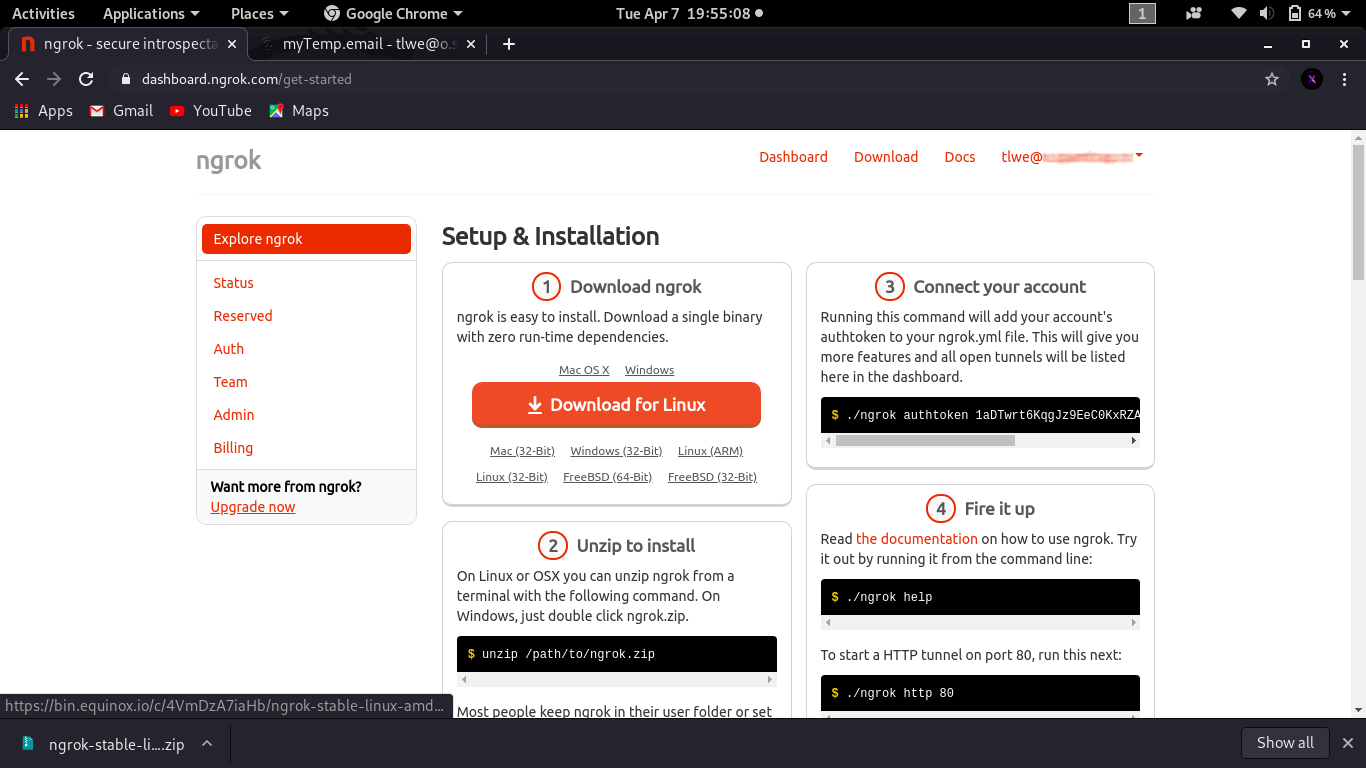 Activities Applications Places Google Chrome Tue Apr 7 19:55:08 1 64 %
ngrok - secure introspecta myTemp.email - tlwe@o.s
dashboard.ngrok.com/get-started
Apps Gmail YouTube Maps
ngrok
Dashboard Download Docs tlwe@
Explore ngrok
Status
Reserved
Auth
Team
Admin
Billing
Want more from ngrok?
Upgrade now
Setup & Installation
1 Download ngrok
ngrok is easy to install. Download a single binary
with zero run-time dependencies.
Mac OS X Windows
Download for Linux
Mac (32-Bit) Windows (32-Bit) Linux (ARM)
Linux (32-Bit) FreeBSD (64-Bit) FreeBSD (32-Bit)
2 Unzip to install
On Linux or OSX you can unzip ngrok from a
terminal with the following command. On
Windows, just double click ngrok.zip.
$ unzip /path/to/ngrok.zip
Most people keep ngrok in their user folder or set
3 Connect your account
Running this command will add your account's
authtoken to your ngrok.yml file. This will give you
more features and all open tunnels will be listed
here in the dashboard.
$ ./ngrok authtoken 1aDTwrt6KqgJz9EeC0KxRZA
4 Fire it up
Read the documentation on how to use ngrok. Try
it out by running it from the command line:
$ ./ngrok help
To start a HTTP tunnel on port 80, run this next:
$ ./ngrok http 80
https://bin.equinox.io/c/4VmDzA7iaHb/ngrok-stable-linux-amd...
ngrok-stable-li....zip
Show all